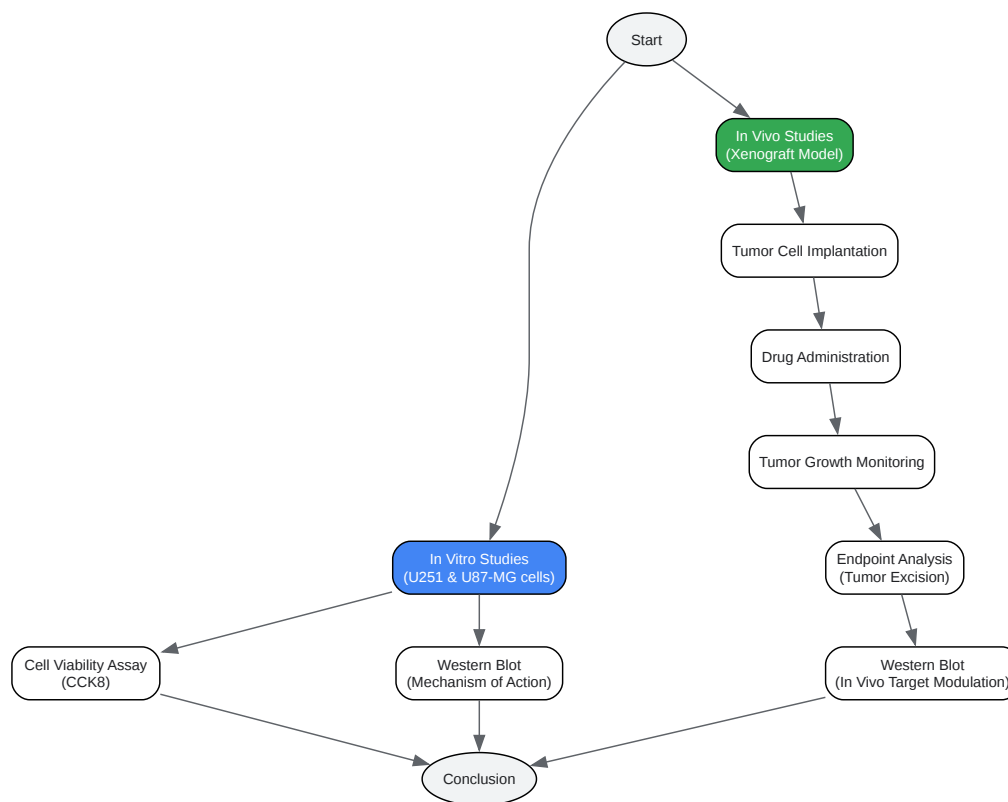 Start
In Vivo Studies
(Xenograft Model)
Tumor Cell Implantation
Drug Administration
Tumor Growth Monitoring
In Vitro Studies
(U251 & U87-MG cells)
Endpoint Analysis
(Tumor Excision)
Cell Viability Assay
(CCK8)
Western Blot
(Mechanism of Action)
Western Blot
(In Vivo Target Modulation)
Conclusion